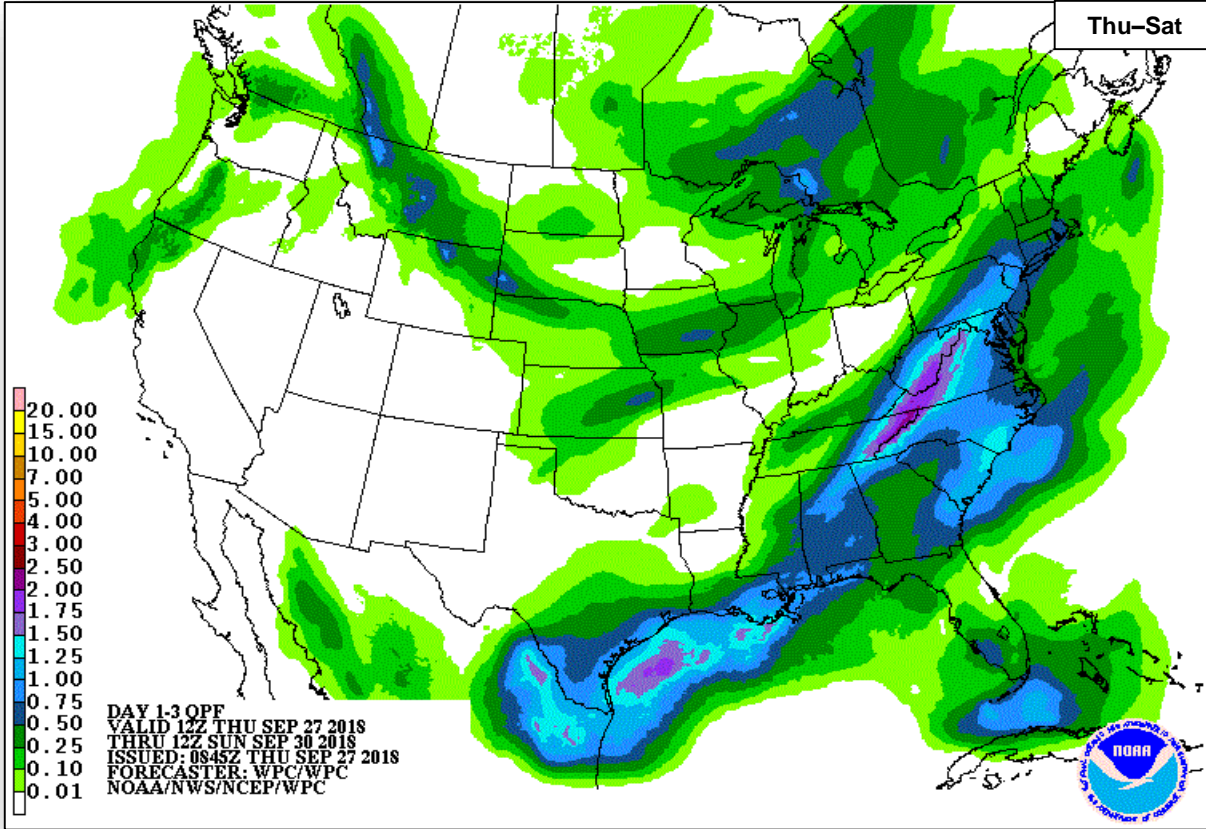 Thu–Sat
20.00
15.00
10.00
7.00
5.00
4.00
3.00
2.50
2.00
1.75
1.50
1.25
1.00
0.75
0.50
0.25
0.10
0.01
DAY 1-3 QPF
VALID 12Z THU SEP 27 2018
THRU 12Z SUN SEP 30 2018
ISSUED: 0845Z THU SEP 27 2018
FORECASTER: WPC/WPC
NOAA/NWS/NCEP/WPC
NOAA